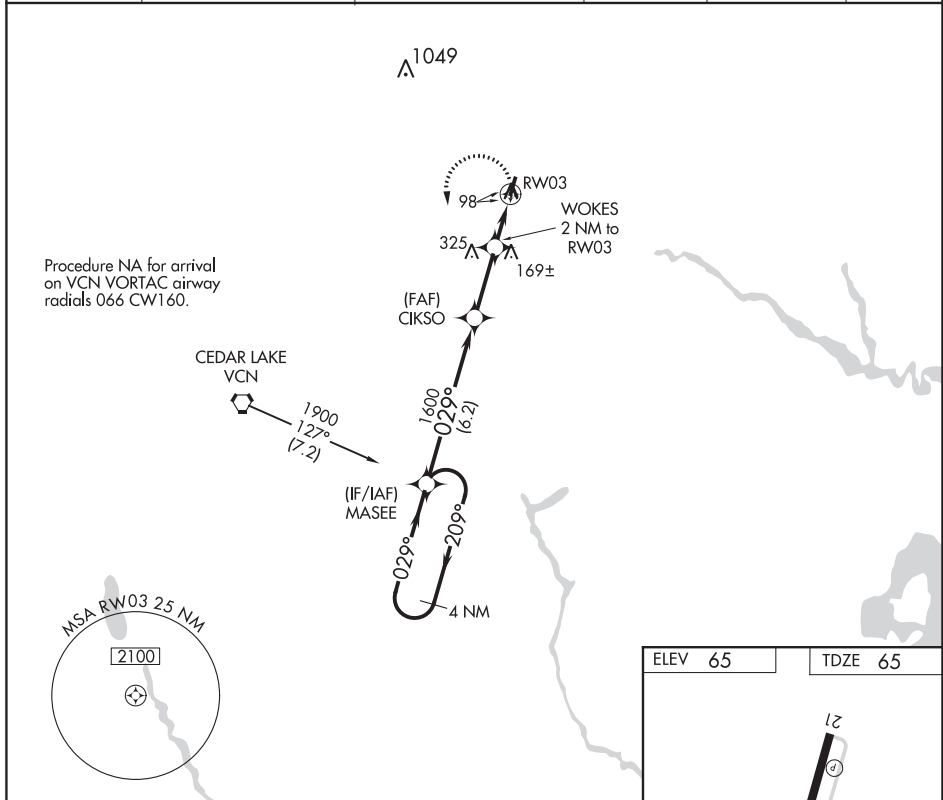 1049
RW03
98
WOKES
2 NM to
RW03
325
169±
Procedure NA for arrival
on VCN VORTAC airway
radials 066 CW160.
(FAF)
CIKSO
CEDAR LAKE
VCN
1900
127°
(7.2)
1600
029°
(6.2)
(IF/IAF)
MASEE
029°
209°
4 NM
MSA RW03 25 NM
2100
ELEV 65
TDZE 65
21
P